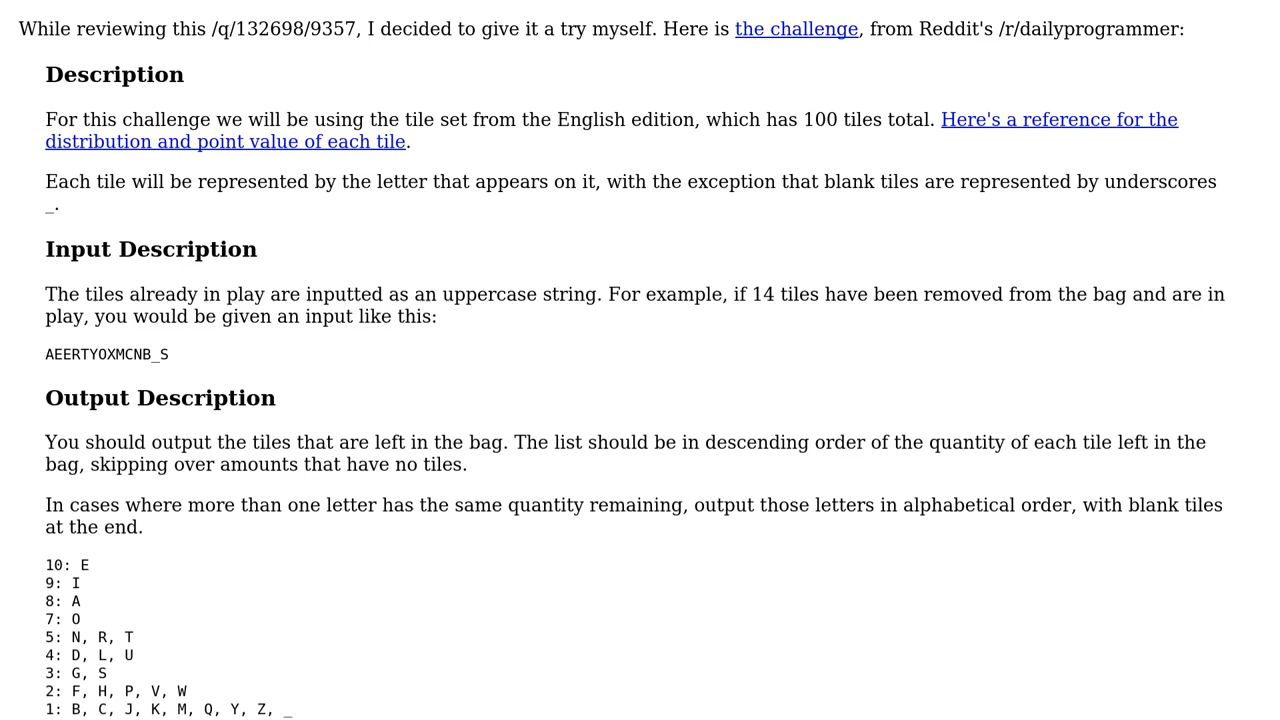 While reviewing this /q/132698/9357, I decided to give it a try myself. Here is the challenge, from Reddit's /r/dailyprogrammer:
Description
For this challenge we will be using the tile set from the English edition, which has 100 tiles total. Here's a reference for the
distribution and point value of each tile.
Each tile will be represented by the letter that appears on it, with the exception that blank tiles are represented by underscores
_.
Input Description
The tiles already in play are inputted as an uppercase string. For example, if 14 tiles have been removed from the bag and are in
play, you would be given an input like this:
AEERTYOXMCNB_S
Output Description
You should output the tiles that are left in the bag. The list should be in descending order of the quantity of each tile left in the
bag, skipping over amounts that have no tiles.
In cases where more than one letter has the same quantity remaining, output those letters in alphabetical order, with blank tiles
at the end.
10: E
9: I
8: A
7: O
5: N, R, T
4: D, L, U
3: G, S
2: F, H, P, V, W
1: B, C, J, K, M, Q, Y, Z, _